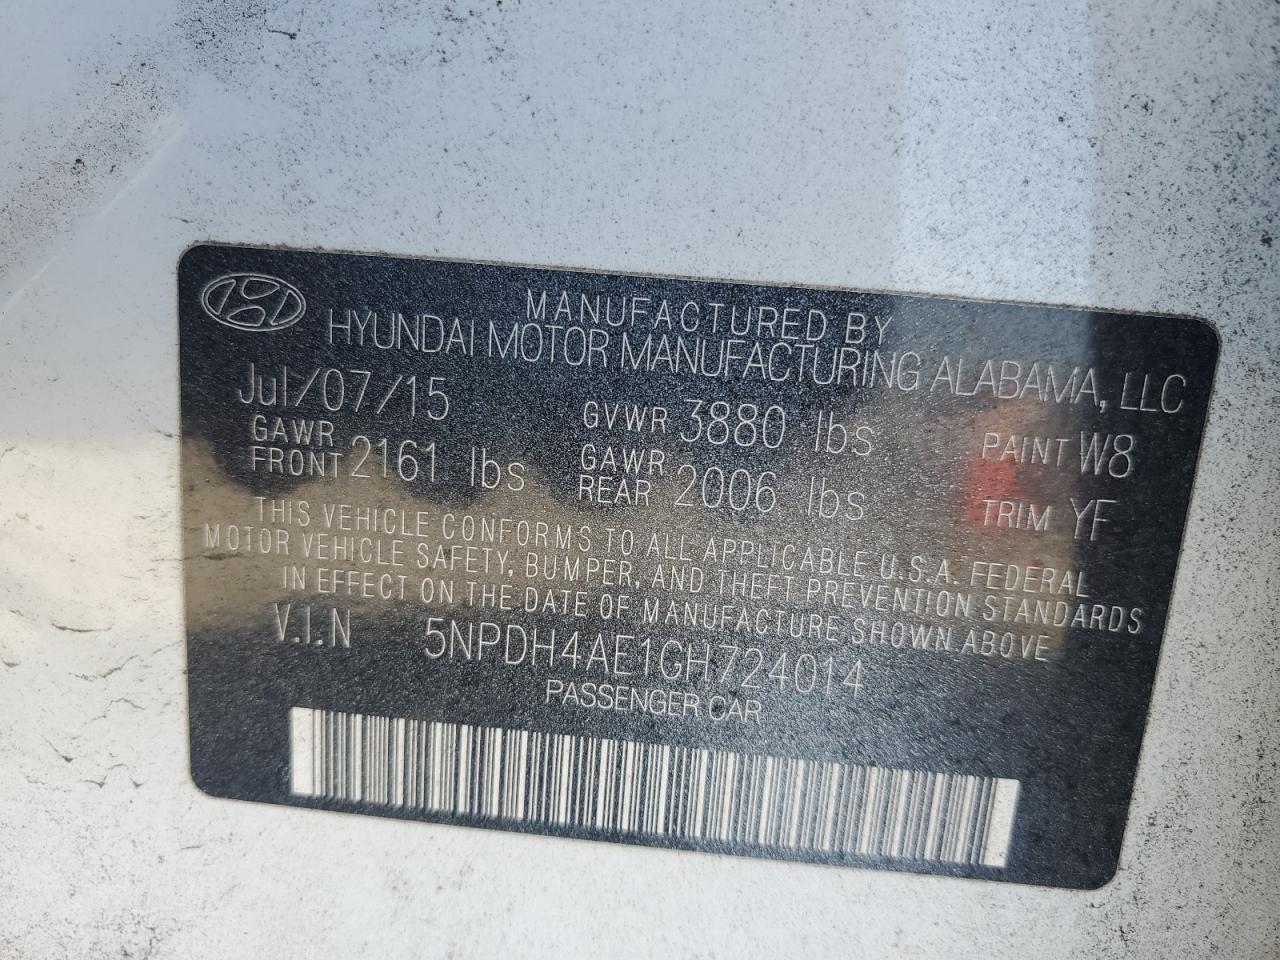 MANUFACTURED BY
HYUNDAI MOTOR MANUFACTURING ALABAMA, LLC
Jul/07/15 GVWR 3880 lbs PAINT W8
GAWR FRONT 2161 lbs GAWR REAR 2006 lbs TRIM YF
THIS VEHICLE CONFORMS TO ALL APPLICABLE U.S.A. FEDERAL
MOTOR VEHICLE SAFETY, BUMPER, AND THEFT PREVENTION STANDARDS
IN EFFECT ON THE DATE OF MANUFACTURE SHOWN ABOVE
V.I.N 5NPDH4AE1GH724014
PASSENGER CAR